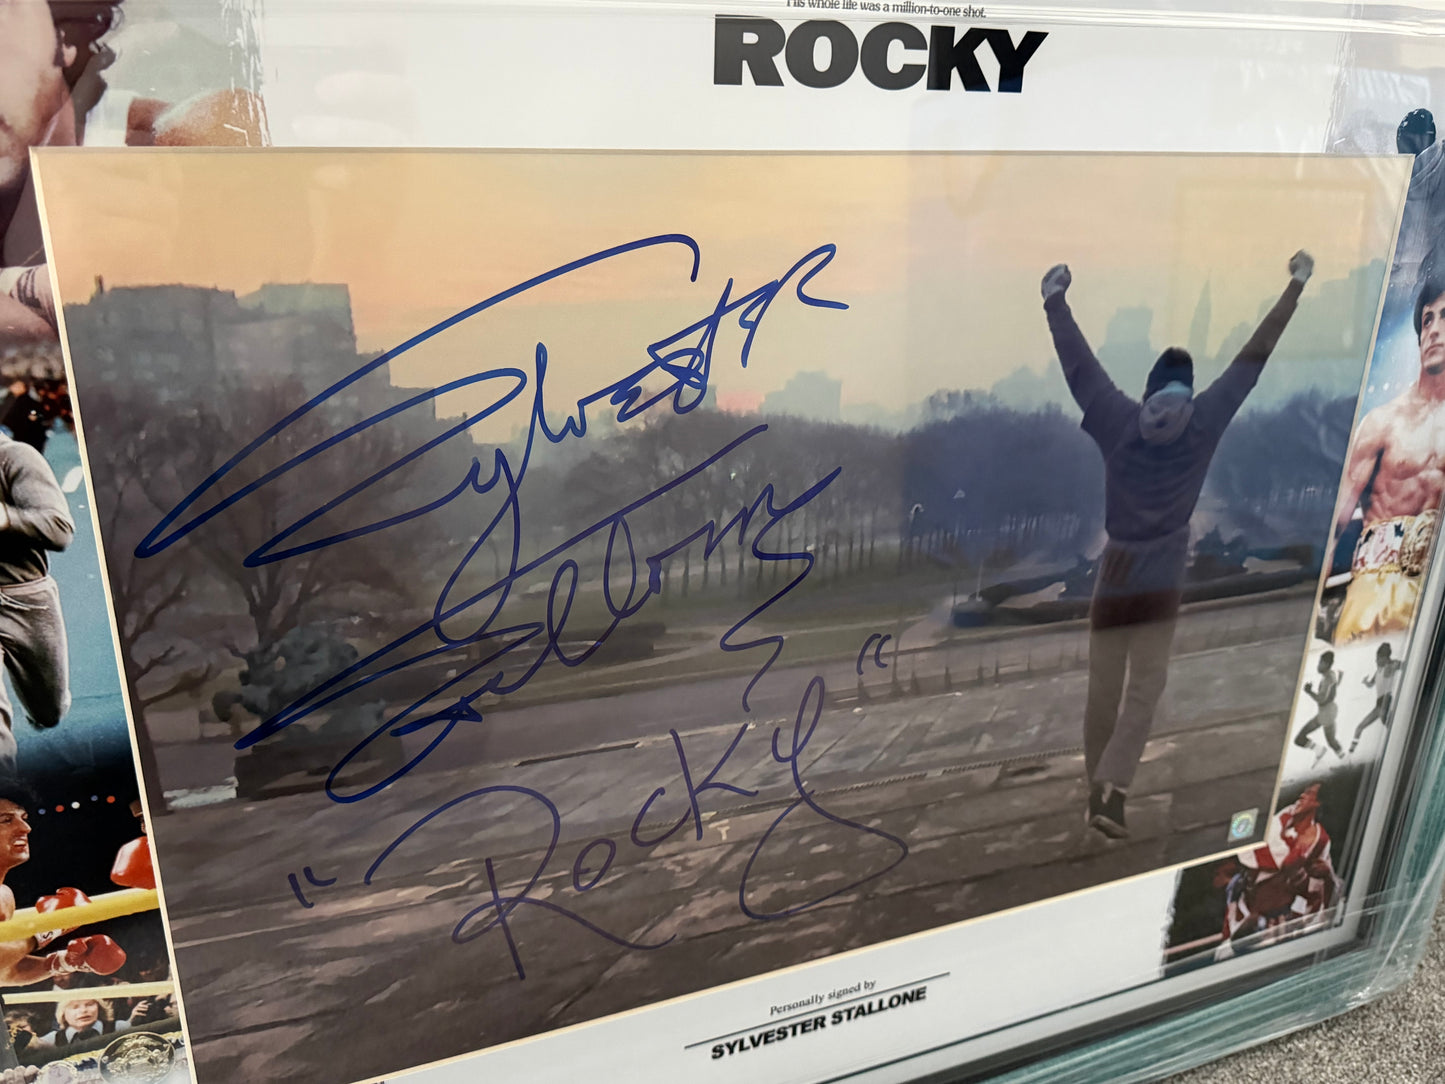 His whole life was a million-to-one shot.
ROCKY
Sylvester
Stallone
"Rocky"
Personally signed by
SYLVESTER STALLONE